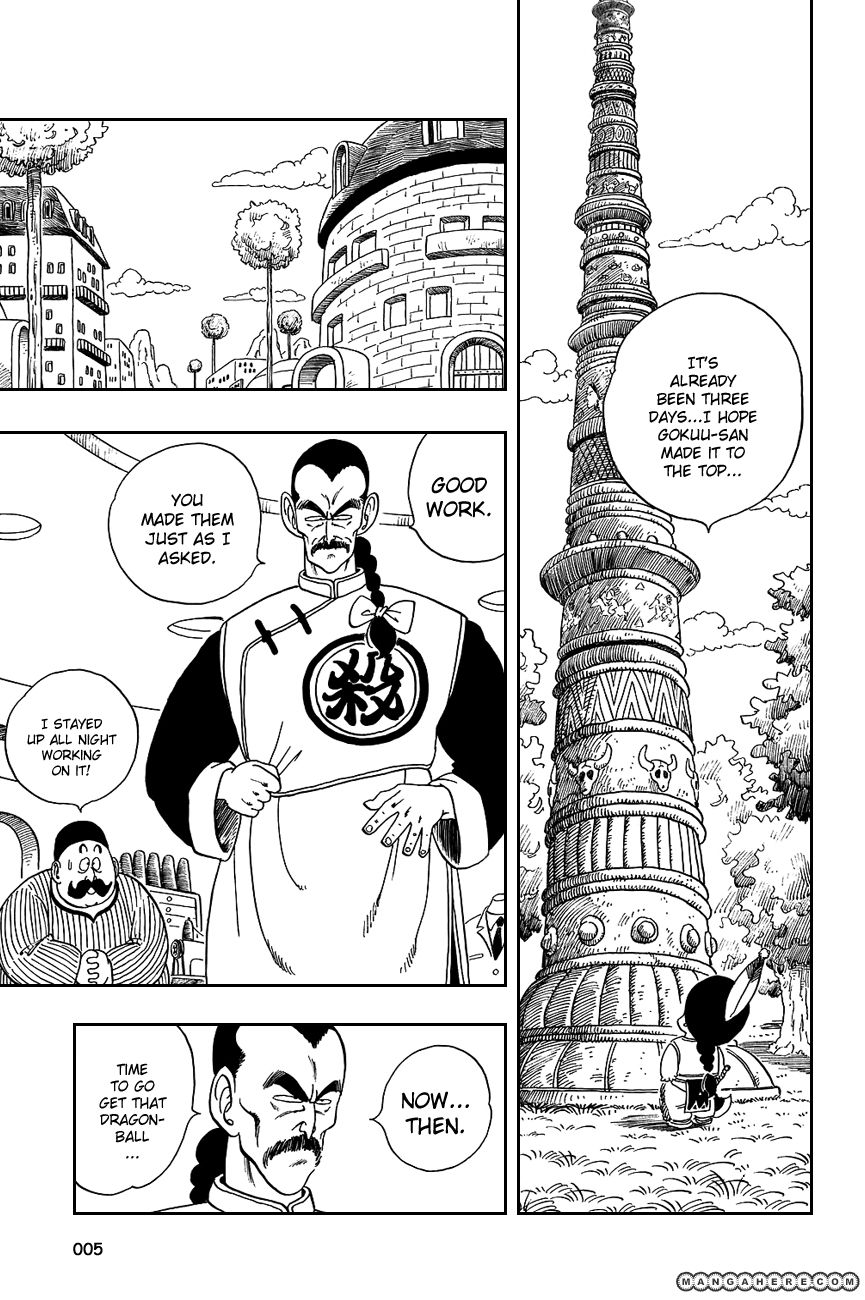 IT'S
ALREADY
BEEN THREE
DAYS...I HOPE
GOKUU-SAN
MADE IT TO
THE TOP...
GOOD
WORK.
YOU
MADE THEM
JUST AS I
ASKED.
殺
I STAYED
UP ALL NIGHT
WORKING
ON IT!
NOW...
THEN.
TIME
TO GO
GET THAT
DRAGON-
BALL
...
005
MANGAHERE.COM